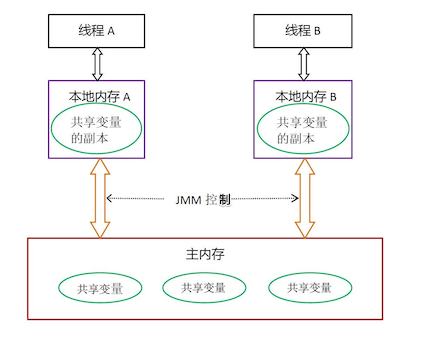 线程 A
线程 B
本地内存 A
共享变量
的副本
本地内存 B
共享变量
的副本
JMM 控制
主内存
共享变量
共享变量
共享变量